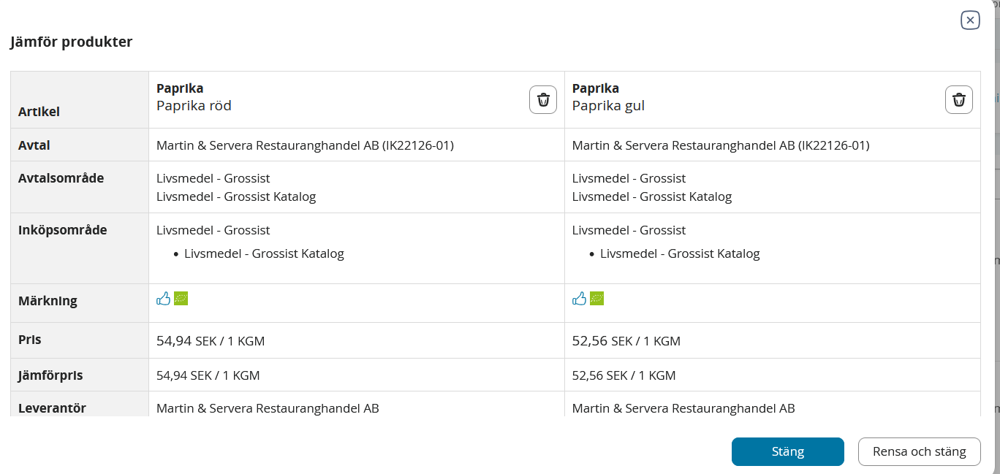 Jämför produkter
Artikel
Paprika
Paprika röd
Paprika
Paprika gul
Avtal
Martin & Servera Restauranghandel AB (IK22126-01)
Martin & Servera Restauranghandel AB (IK22126-01)
Avtalsområde
Livsmedel - Grossist
Livsmedel - Grossist Katalog
Livsmedel - Grossist
Livsmedel - Grossist Katalog
Inköpsområde
Livsmedel - Grossist
• Livsmedel - Grossist Katalog
Livsmedel - Grossist
• Livsmedel - Grossist Katalog
Märkning
Pris
54,94 SEK / 1 KGM
52,56 SEK / 1 KGM
Jämförpris
54,94 SEK / 1 KGM
52,56 SEK / 1 KGM
Leverantör
Martin & Servera Restauranghandel AB
Martin & Servera Restauranghandel AB
Stäng
Rensa och stäng